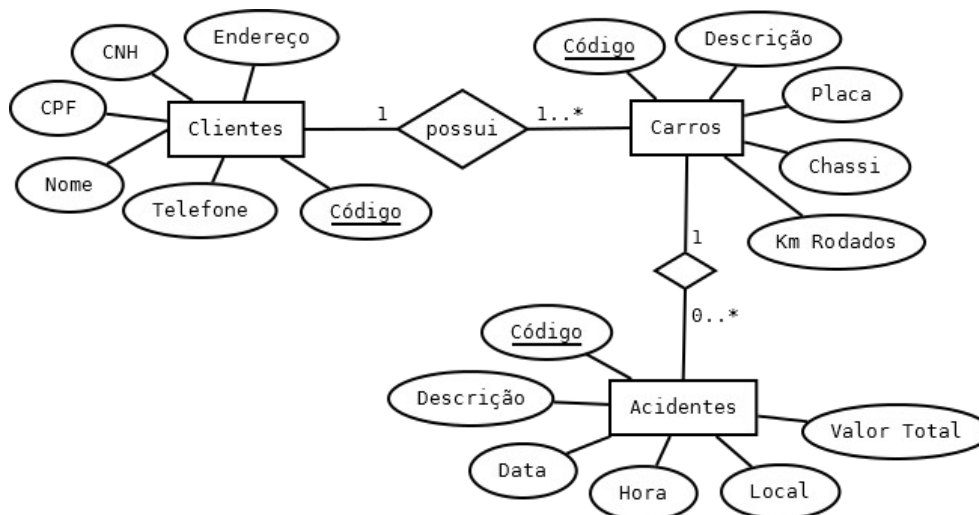 CNH
Endereço
CPF
Clientes
Nome
Telefone
Código
1
possui
1..*
Código
Descrição
Placa
Carros
Chassi
Km Rodados
1
0..*
Código
Descrição
Acidentes
Valor Total
Data
Hora
Local